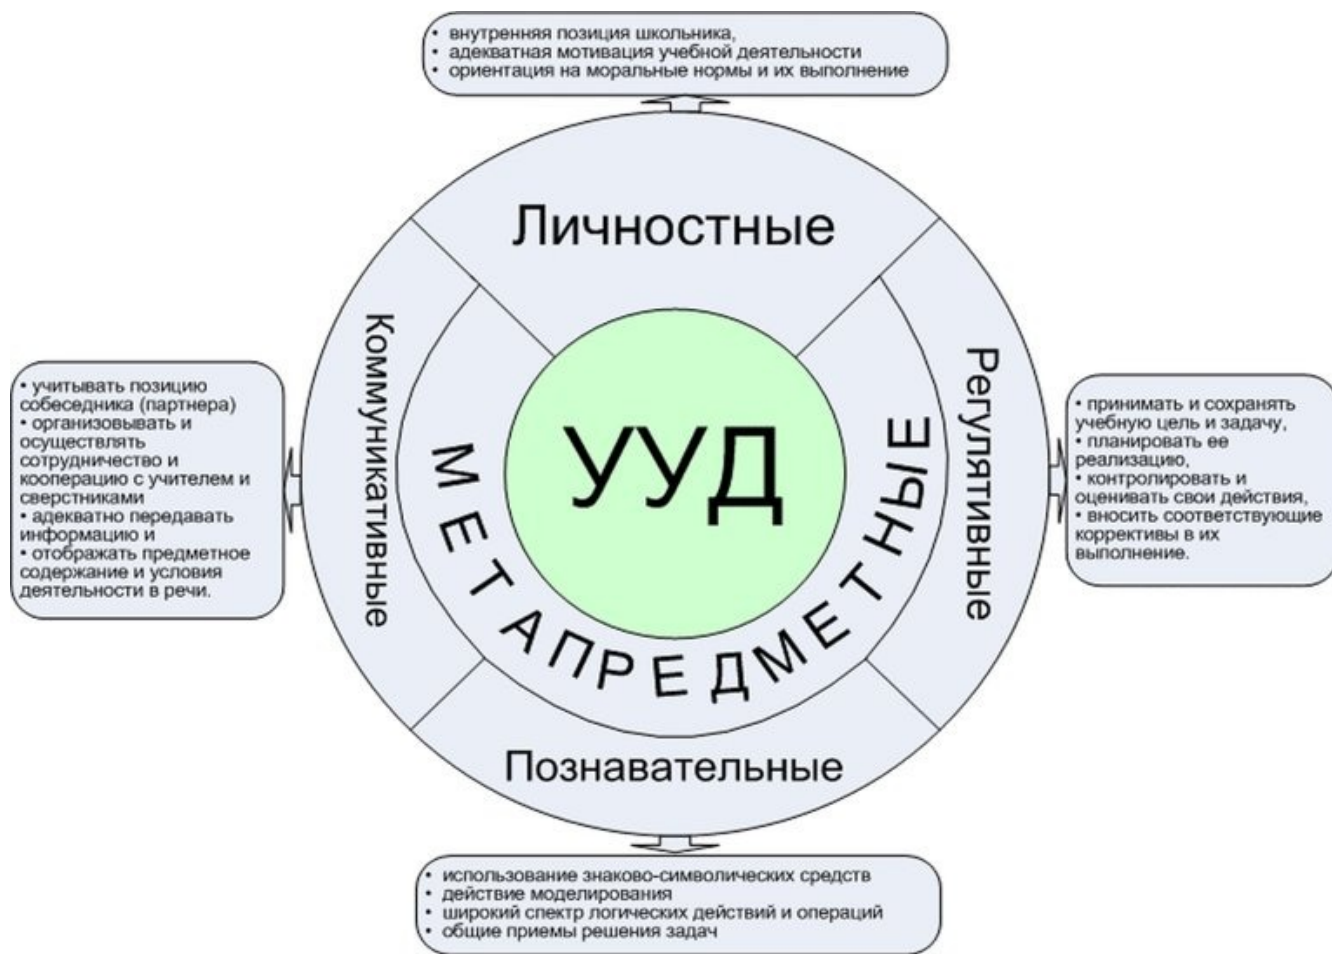 • внутренняя позиция школьника,
• адекватная мотивация учебной деятельности
• ориентация на моральные нормы и их выполнение
Личностные
Коммуникативные
Регулятивные
УУД
МЕТАПРЕДМЕТНЫЕ
Познавательные
• учитывать позицию
собеседника (партнера)
• организовывать и
осуществлять
сотрудничество и
кооперацию с учителем и
сверстниками
• адекватно передавать
информацию и
• отображать предметное
содержание и условия
деятельности в речи.
• принимать и сохранять
учебную цель и задачу,
• планировать ее
реализацию,
• контролировать и
оценивать свои действия,
• вносить соответствующие
коррективы в их
выполнение.
• использование знаково-символических средств
• действие моделирования
• широкий спектр логических действий и операций
• общие приемы решения задач